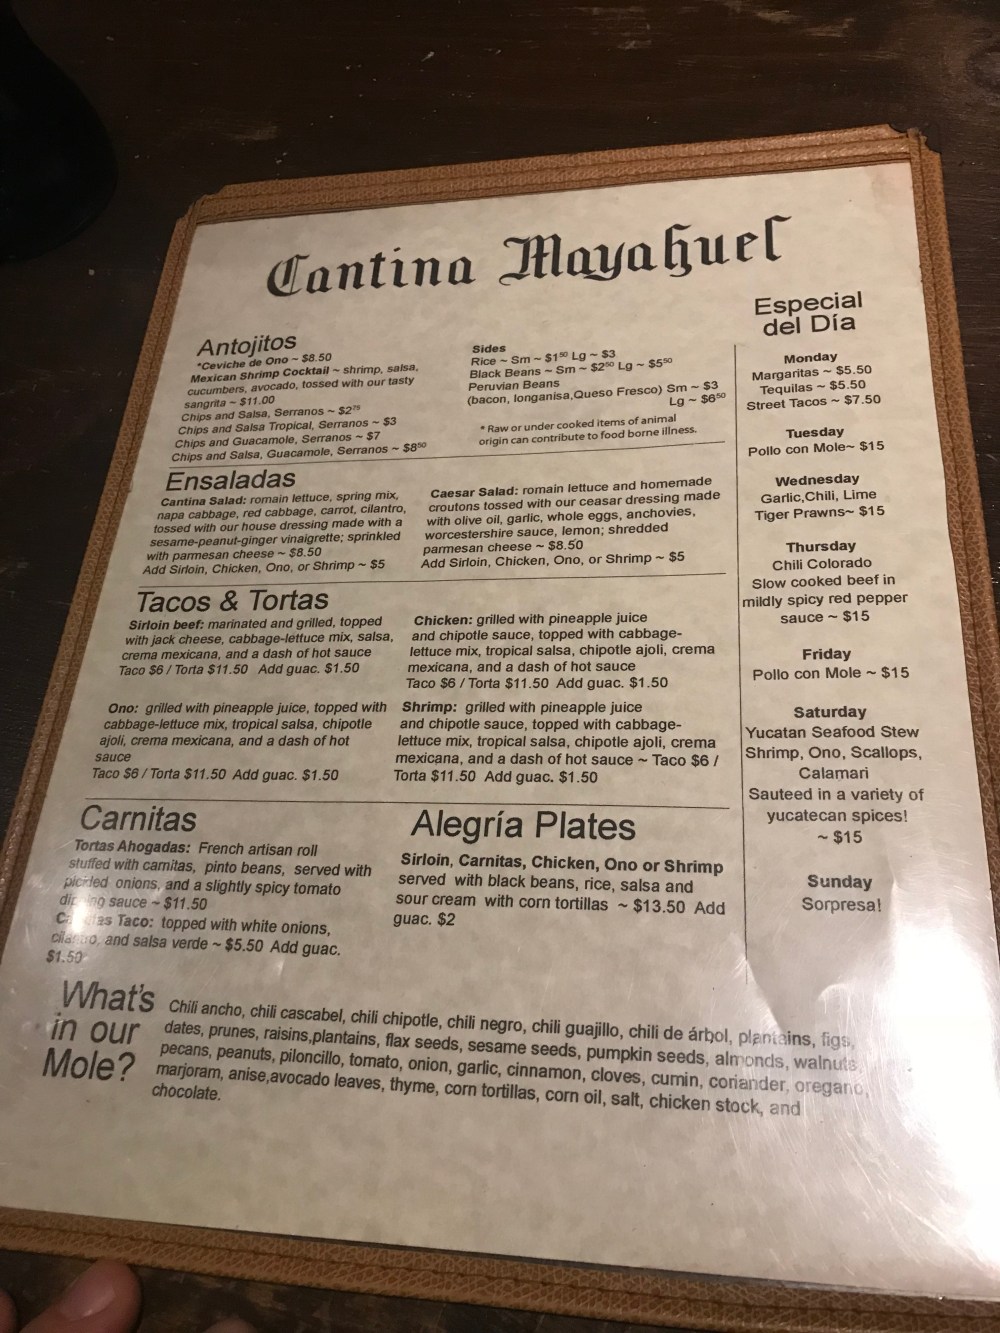 Cantina Mayahuel
Antojitos
*Ceviche de Ono ~ $8.50
Mexican Shrimp Cocktail ~ shrimp, salsa,
cucumbers, avocado, tossed with our tasty
sangrita ~ $11.00
Chips and Salsa, Serranos ~ $2⁷⁵
Chips and Salsa Tropical, Serranos ~ $3
Chips and Guacamole, Serranos ~ $7
Chips and Salsa, Guacamole, Serranos ~ $8⁵⁰
Sides
Rice ~ Sm ~ $1⁵⁰ Lg ~ $3
Black Beans ~ Sm ~ $2⁵⁰ Lg ~ $5⁵⁰
Peruvian Beans
(bacon, longanisa,Queso Fresco) Sm ~ $3
Lg ~ $6⁵⁰
* Raw or under cooked items of animal
origin can contribute to food borne illness.
Ensaladas
Cantina Salad: romain lettuce, spring mix,
napa cabbage, red cabbage, carrot, cilantro,
tossed with our house dressing made with a
sesame-peanut-ginger vinaigrette; sprinkled
with parmesan cheese ~ $8.50
Add Sirloin, Chicken, Ono, or Shrimp ~ $5
Caesar Salad: romain lettuce and homemade
croutons tossed with our ceasar dressing made
with olive oil, garlic, whole eggs, anchovies,
worcestershire sauce, lemon; shredded
parmesan cheese ~ $8.50
Add Sirloin, Chicken, Ono, or Shrimp ~ $5
Tacos & Tortas
Sirloin beef: marinated and grilled, topped
with jack cheese, cabbage-lettuce mix, salsa,
crema mexicana, and a dash of hot sauce
Taco $6 / Torta $11.50 Add guac. $1.50
Chicken: grilled with pineapple juice
and chipotle sauce, topped with cabbage-
lettuce mix, tropical salsa, chipotle ajoli, crema
mexicana, and a dash of hot sauce
Taco $6 / Torta $11.50 Add guac. $1.50
Ono: grilled with pineapple juice, topped with
cabbage-lettuce mix, tropical salsa, chipotle
ajoli, crema mexicana, and a dash of hot
sauce
Taco $6 / Torta $11.50 Add guac. $1.50
Shrimp: grilled with pineapple juice
and chipotle sauce, topped with cabbage-
lettuce mix, tropical salsa, chipotle ajoli, crema
mexicana, and a dash of hot sauce ~ Taco $6 /
Torta $11.50 Add guac. $1.50
Carnitas
Tortas Ahogadas: French artisan roll
stuffed with carnitas, pinto beans, served with
pickled onions, and a slightly spicy tomato
sauce ~ $11.50
Taco: topped with white onions,
cilantro, and salsa verde ~ $5.50 Add guac.
$1.50
Alegría Plates
Sirloin, Carnitas, Chicken, Ono or Shrimp
served with black beans, rice, salsa and
sour cream with corn tortillas ~ $13.50 Add
guac. $2
What's
in our
Mole?
Chili ancho, chili cascabel, chili chipotle, chili negro, chili guajillo, chili de árbol, plantains, figs,
dates, prunes, raisins,plantains, flax seeds, sesame seeds, pumpkin seeds, almonds, walnuts,
pecans, peanuts, piloncillo, tomato, onion, garlic, cinnamon, cloves, cumin, coriander, oregano,
marjoram, anise,avocado leaves, thyme, corn tortillas, corn oil, salt, chicken stock, and
chocolate.
Especial
del Día
Monday
Margaritas ~ $5.50
Tequilas ~ $5.50
Street Tacos ~ $7.50
Tuesday
Pollo con Mole~ $15
Wednesday
Garlic,Chili, Lime
Tiger Prawns~ $15
Thursday
Chili Colorado
Slow cooked beef in
mildly spicy red pepper
sauce ~ $15
Friday
Pollo con Mole ~ $15
Saturday
Yucatan Seafood Stew
Shrimp, Ono, Scallops,
Calamari
Sauteed in a variety of
yucatecan spices!
~ $15
Sunday
Sorpresa!